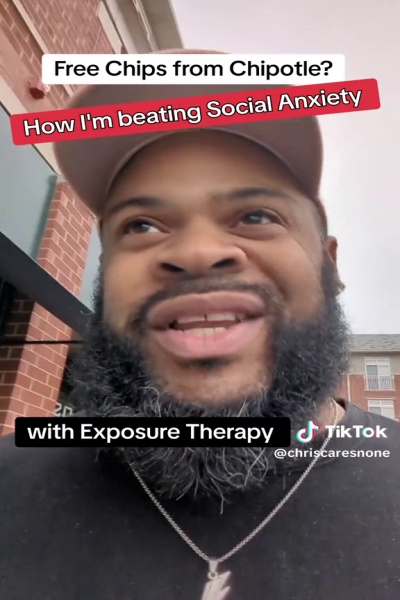 Free Chips from Chipotle?
How I'm beating Social Anxiety
with Exposure Therapy
TikTok
@chriscaresnone